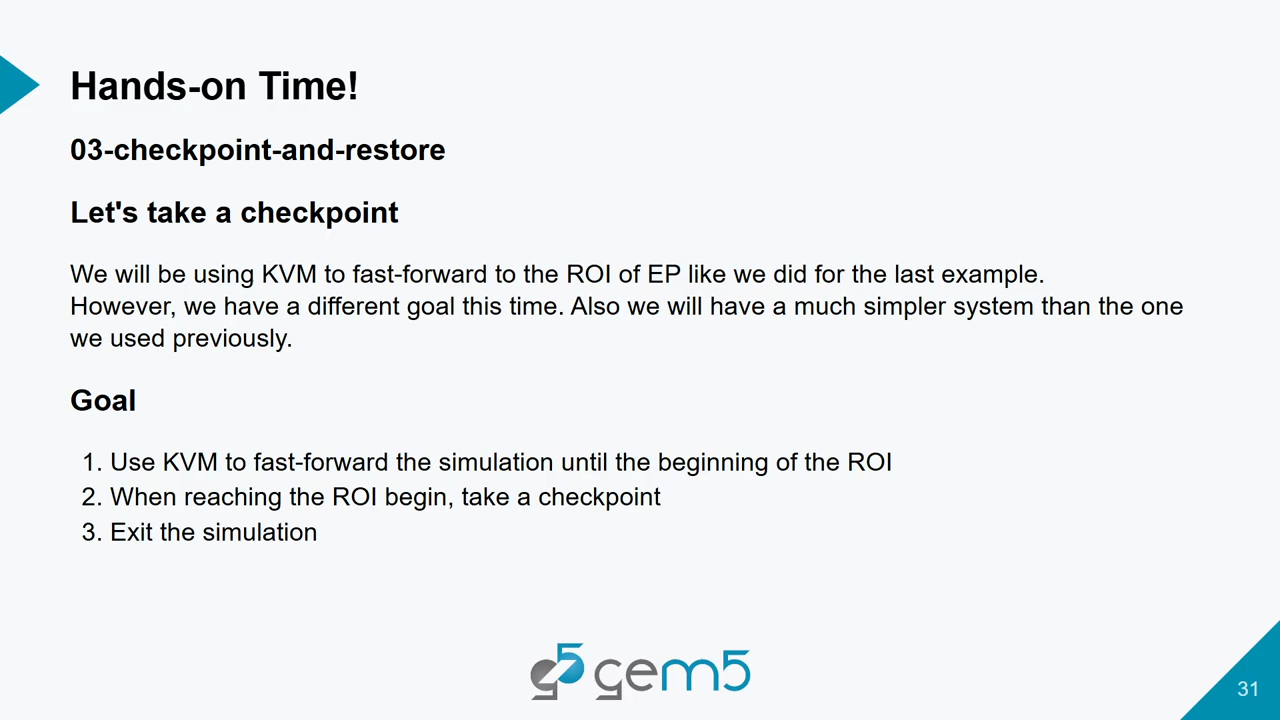 Hands-on Time!
03-checkpoint-and-restore
Let's take a checkpoint
We will be using KVM to fast-forward to the ROI of EP like we did for the last example.
However, we have a different goal this time. Also we will have a much simpler system than the one
we used previously.
Goal
1. Use KVM to fast-forward the simulation until the beginning of the ROI
2. When reaching the ROI begin, take a checkpoint
3. Exit the simulation
g5 gem5
31